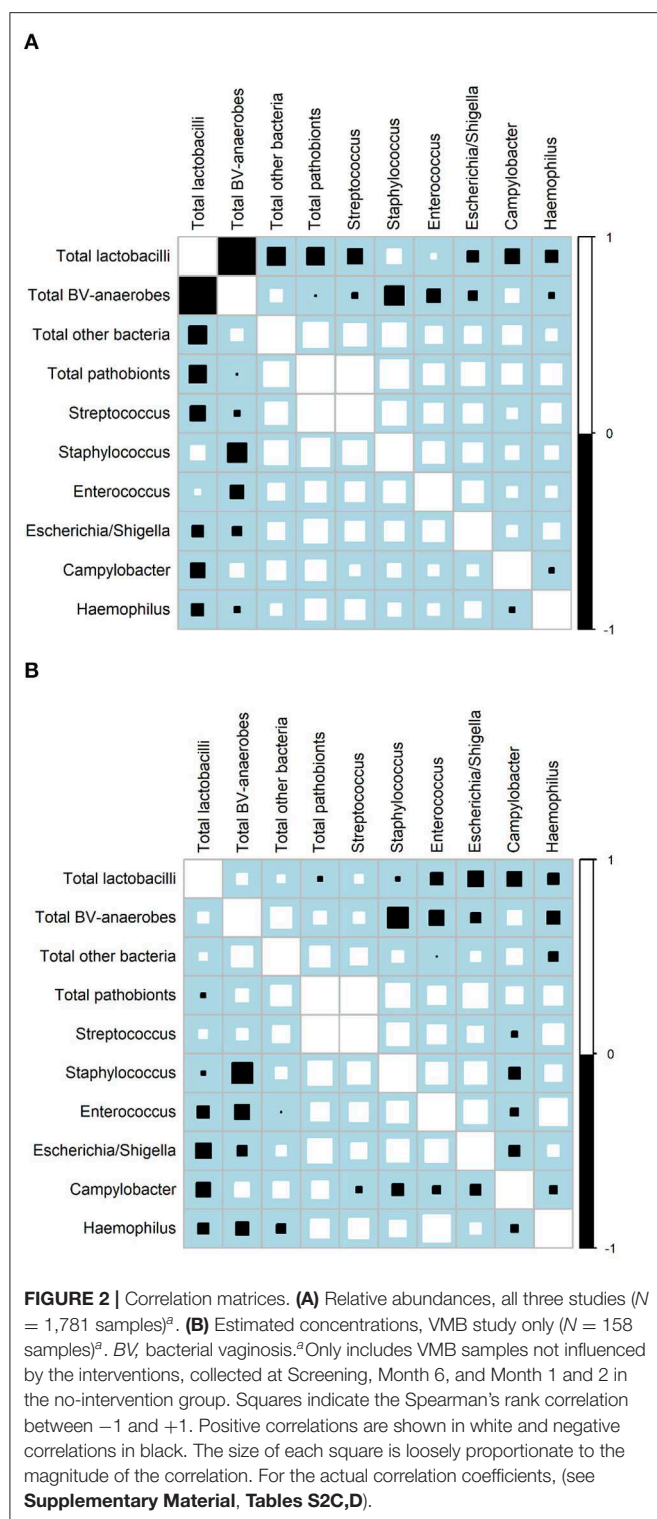 A
Total lactobacilli
Total BV-anaerobes
Total other bacteria
Total pathobionts
Streptococcus
Staphylococcus
Enterococcus
Escherichia/Shigella
Campylobacter
Haemophilus
Total lactobacilli
Total BV-anaerobes
Total other bacteria
Total pathobionts
Streptococcus
Staphylococcus
Enterococcus
Escherichia/Shigella
Campylobacter
Haemophilus
1
0
-1
B
Total lactobacilli
Total BV-anaerobes
Total other bacteria
Total pathobionts
Streptococcus
Staphylococcus
Enterococcus
Escherichia/Shigella
Campylobacter
Haemophilus
Total lactobacilli
Total BV-anaerobes
Total other bacteria
Total pathobionts
Streptococcus
Staphylococcus
Enterococcus
Escherichia/Shigella
Campylobacter
Haemophilus
1
0
-1
FIGURE 2 | Correlation matrices. (A) Relative abundances, all three studies (N
= 1,781 samples)ᵃ. (B) Estimated concentrations, VMB study only (N = 158
samples)ᵃ. BV, bacterial vaginosis.ᵃOnly includes VMB samples not influenced
by the interventions, collected at Screening, Month 6, and Month 1 and 2 in
the no-intervention group. Squares indicate the Spearman's rank correlation
between −1 and +1. Positive correlations are shown in white and negative
correlations in black. The size of each square is loosely proportionate to the
magnitude of the correlation. For the actual correlation coefficients, (see
Supplementary Material, Tables S2C,D).